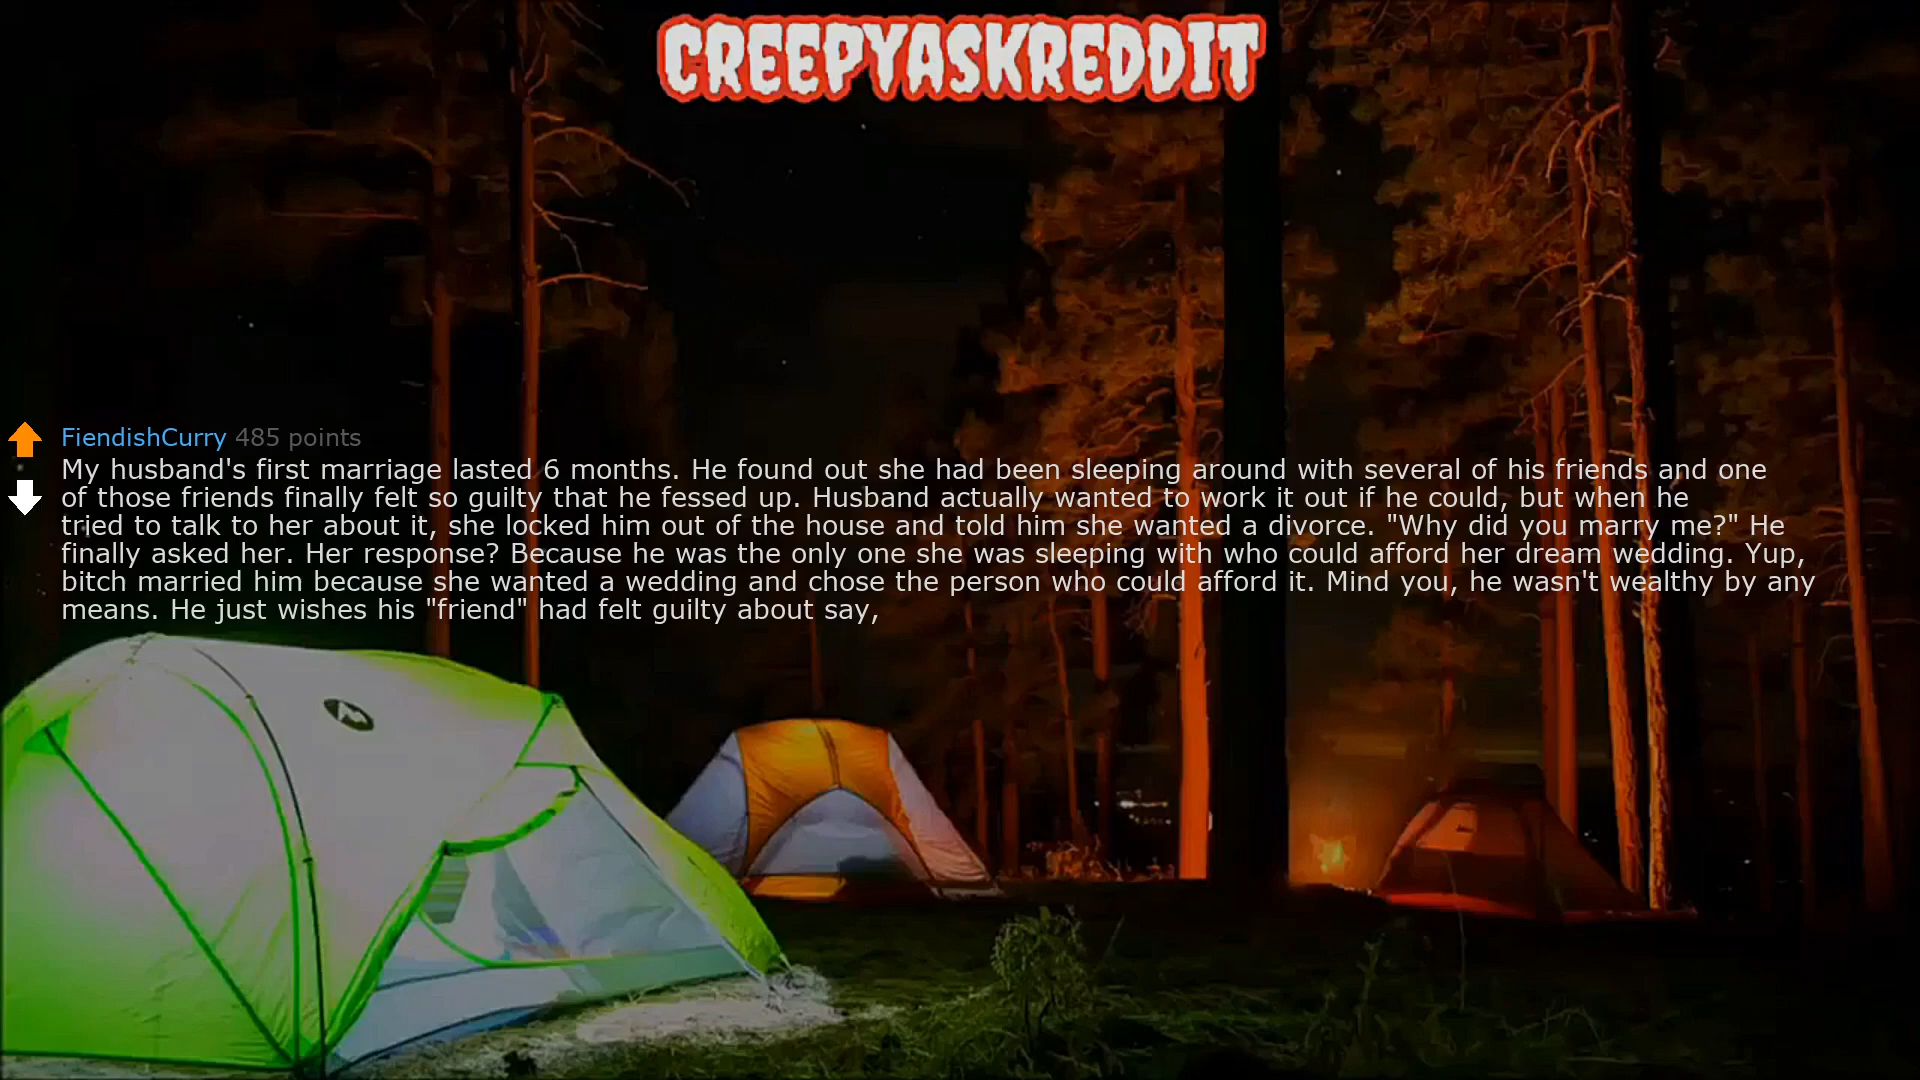 CREEPYASKREDDIT
FiendishCurry 485 points
My husband's first marriage lasted 6 months. He found out she had been sleeping around with several of his friends and one
of those friends finally felt so guilty that he fessed up. Husband actually wanted to work it out if he could, but when he
tried to talk to her about it, she locked him out of the house and told him she wanted a divorce. "Why did you marry me?" He
finally asked her. Her response? Because he was the only one she was sleeping with who could afford her dream wedding. Yup,
bitch married him because she wanted a wedding and chose the person who could afford it. Mind you, he wasn't wealthy by any
means. He just wishes his "friend" had felt guilty about say,